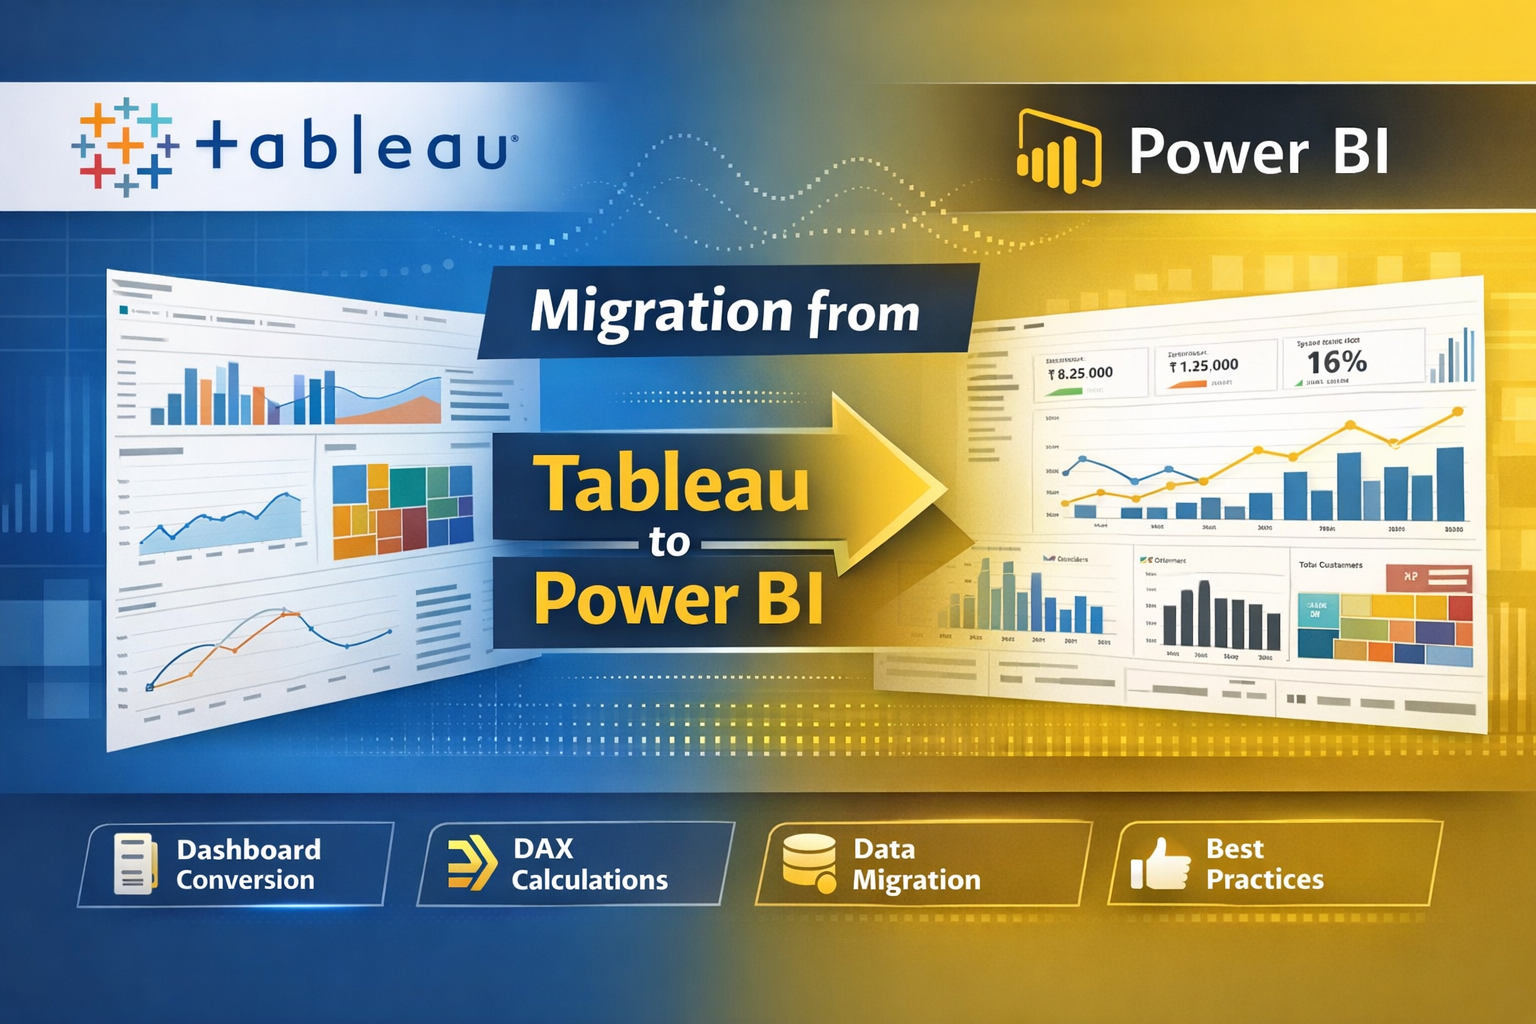 tableau®
Power BI
Migration from
Tableau
to
Power BI
₹ 8.25.000
₹ 1.25,000
16%
Total Customers
Dashboard
Conversion
DAX
Calculations
Data
Migration
Best
Practices